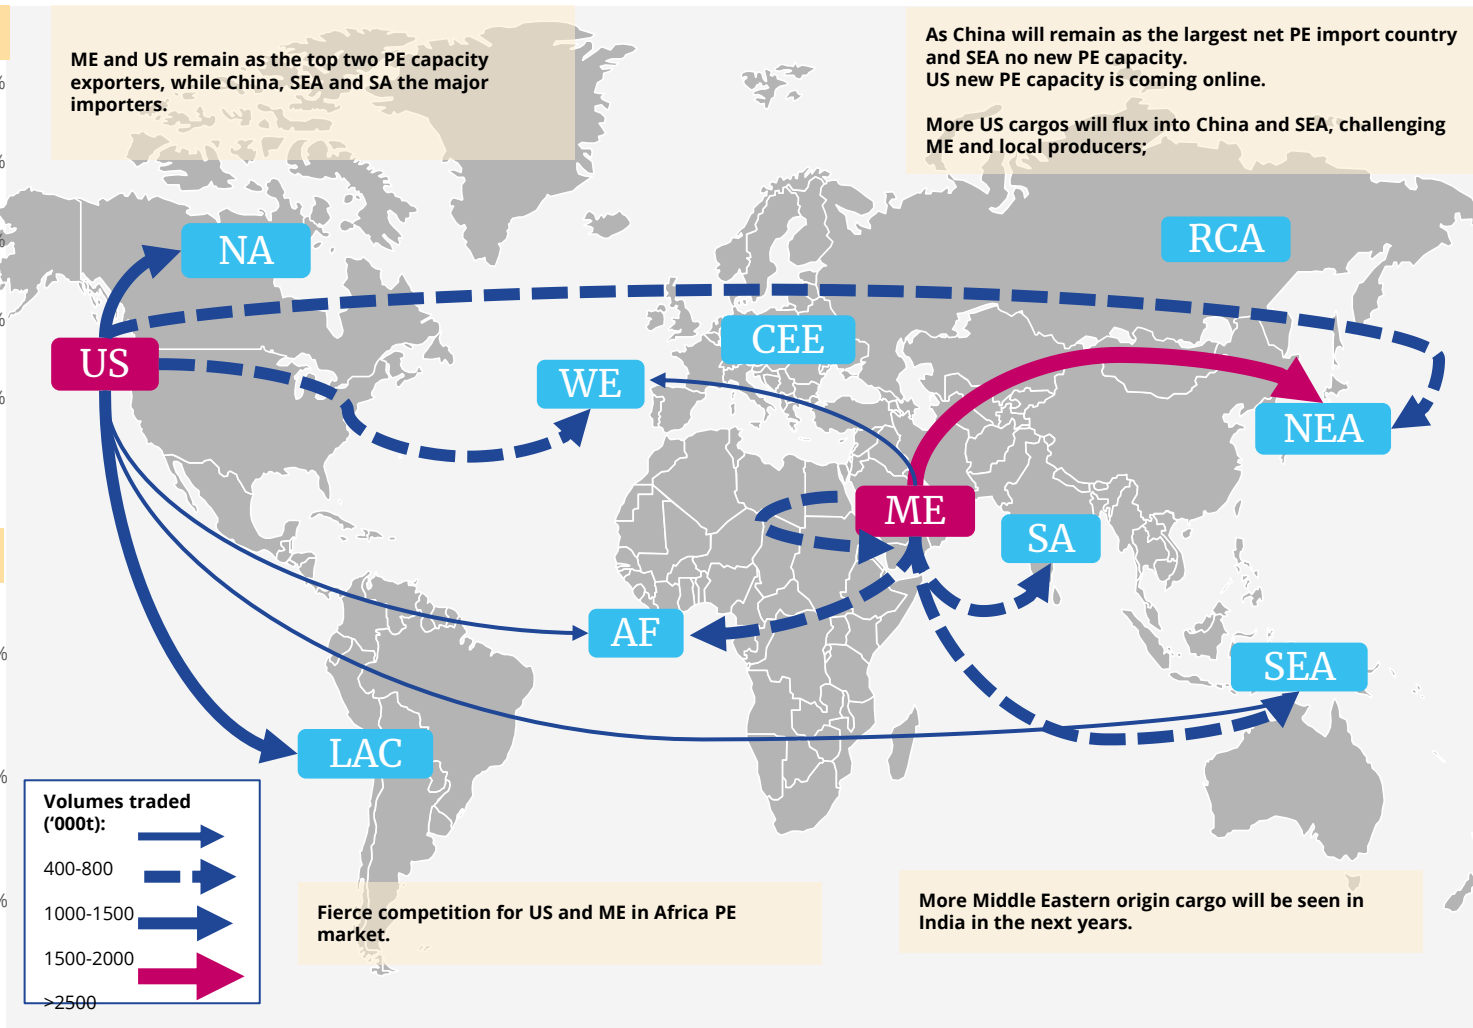 ME and US remain as the top two PE capacity
exporters, while China, SEA and SA the major
importers.
As China will remain as the largest net PE import country
and SEA no new PE capacity.
US new PE capacity is coming online.
More US cargos will flux into China and SEA, challenging
ME and local producers;
%
%
%
%
%
%
%
%
NA
RCA
CEE
US
WE
NEA
ME
SA
AF
SEA
LAC
Volumes traded
(‘000t):
400-800
1000-1500
1500-2000
>2500
Fierce competition for US and ME in Africa PE
market.
More Middle Eastern origin cargo will be seen in
India in the next years.